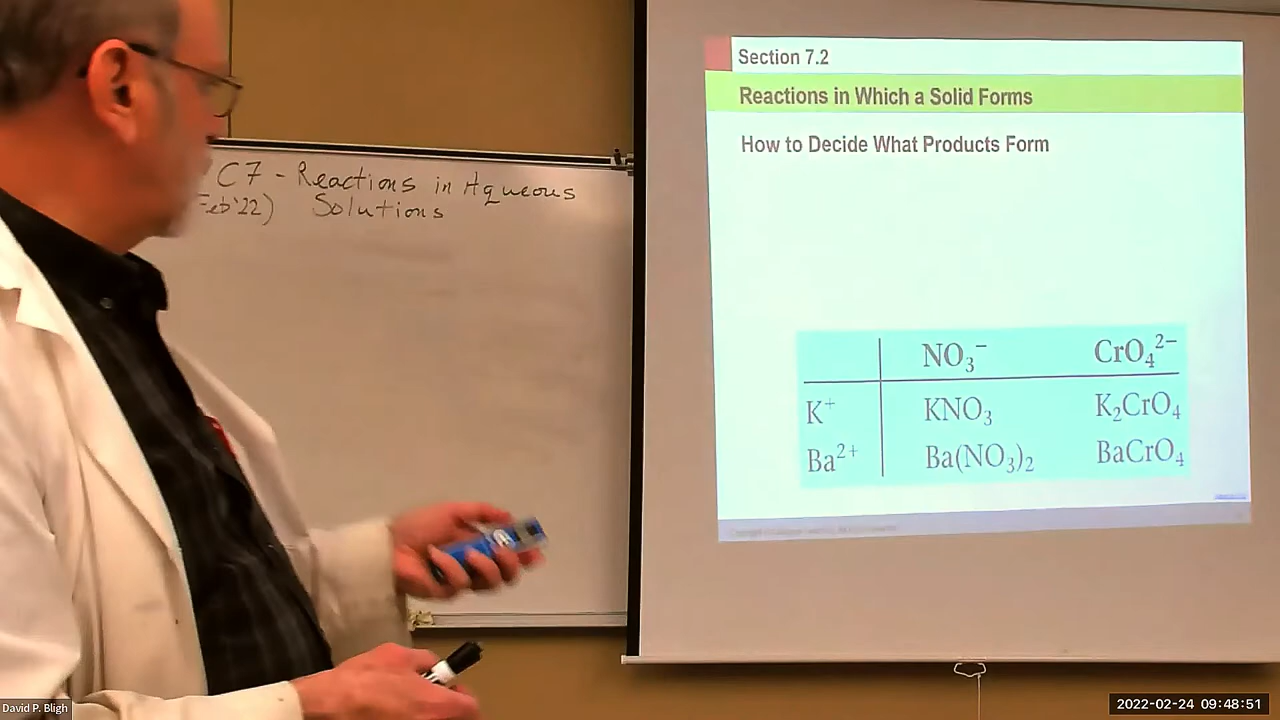 C7 - Reactions in Aqueous
Feb'22) Solutions
Section 7.2
Reactions in Which a Solid Forms
How to Decide What Products Form
NO₃⁻ CrO₄²⁻
K⁺ KNO₃ K₂CrO₄
Ba²⁺ Ba(NO₃)₂ BaCrO₄
David P. Bligh
2022-02-24 09:48:51